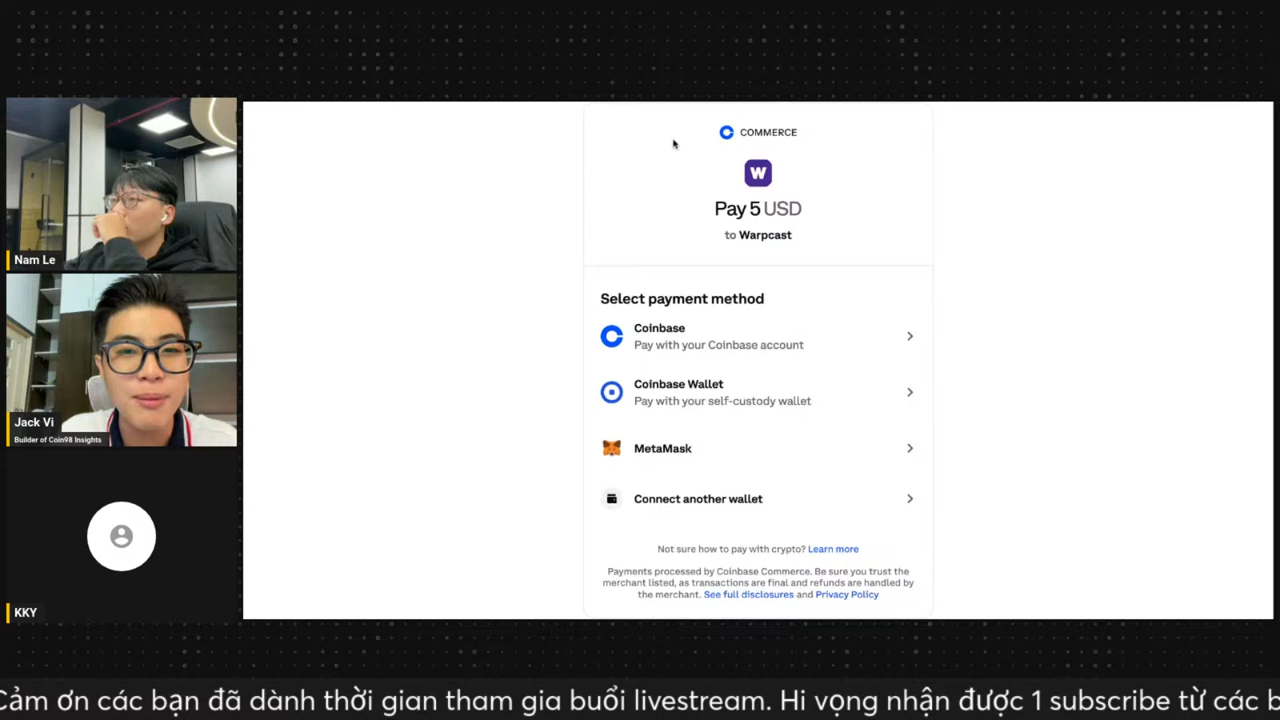 Nam Le
Jack Vi
Builder of Coin98 Insights
KKY
COMMERCE
W
Pay 5 USD
to Warpcast
Select payment method
Coinbase
Pay with your Coinbase account
Coinbase Wallet
Pay with your self-custody wallet
MetaMask
Connect another wallet
Not sure how to pay with crypto? Learn more
Payments processed by Coinbase Commerce. Be sure you trust the
merchant listed, as transactions are final and refunds are handled by
the merchant. See full disclosures and Privacy Policy
Cảm ơn các bạn đã dành thời gian tham gia buổi livestream. Hi vọng nhận được 1 subscribe từ các b